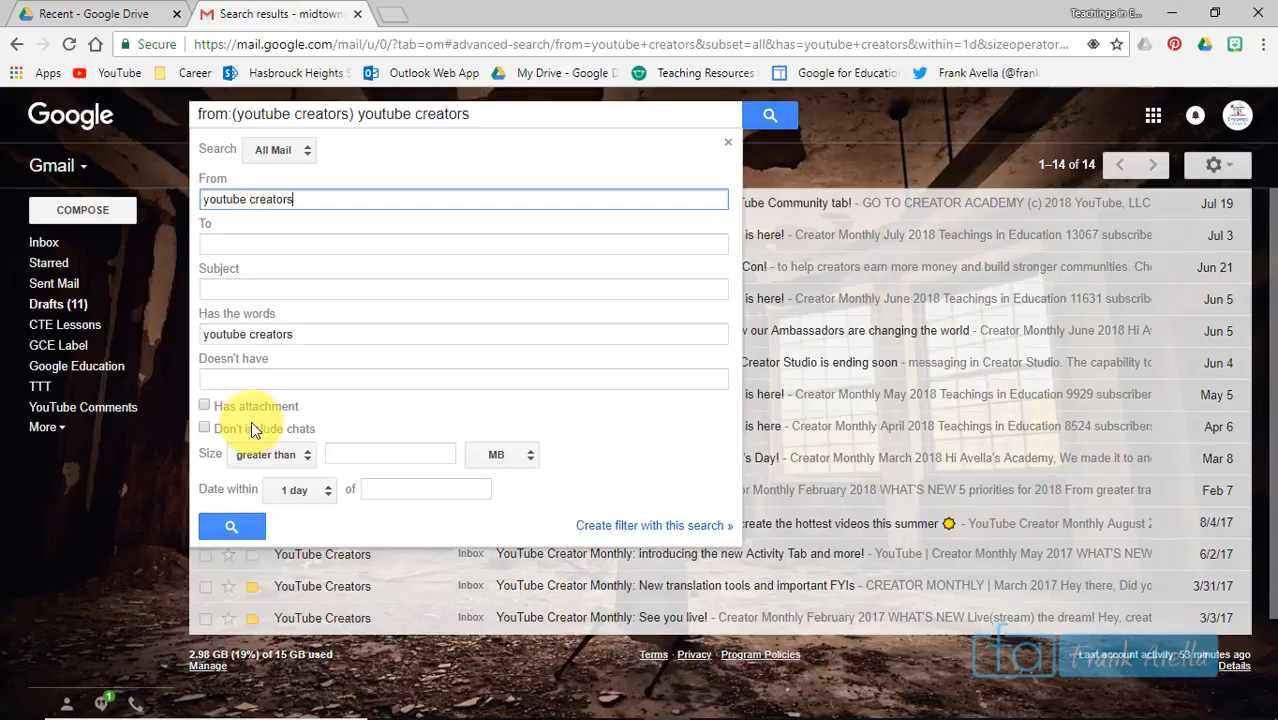 Recent - Google Drive
Search results - midtown
Teachings in E...
Secure
https://mail.google.com/mail/u/0/?tab=om#advanced-search/from=youtube+creators&subset=all&has=youtube+creators&within=1d&sizeoperator...
Apps YouTube Career Hasbrouck Heights Outlook Web App My Drive - Google D Teaching Resources Google for Education Frank Avella (@frank
Google
from:(youtube creators) youtube creators
Search All Mail
Gmail
1–14 of 14
From
youtube creators
COMPOSE
To
Subject
Has the words
youtube creators
Doesn't have
Has attachment
Don't include chats
Size greater than MB
Date within 1 day of
Create filter with this search »
Inbox
Starred
Sent Mail
Drafts (11)
CTE Lessons
GCE Label
Google Education
TTT
YouTube Comments
More
Tube Community tab! - GO TO CREATOR ACADEMY (c) 2018 YouTube, LLC Jul 19
is here! - Creator Monthly July 2018 Teachings in Education 13067 subscribe Jul 3
Con! - to help creators earn more money and build stronger communities. Che Jun 21
is here! - Creator Monthly June 2018 Teachings in Education 11631 subscribe Jun 5
w our Ambassadors are changing the world - Creator Monthly June 2018 Hi A Jun 5
Creator Studio is ending soon - messaging in Creator Studio. The capability to Jun 4
is here! - Creator Monthly May 2018 Teachings in Education 9929 subscribers May 5
is here! - Creator Monthly April 2018 Teachings in Education 8524 subscribers Apr 6
's Day! - Creator Monthly March 2018 Hi Avella's Academy, We made it to and Mar 8
Creator Monthly February 2018 WHAT'S NEW 5 priorities for 2018 From greater tra Feb 7
create the hottest videos this summer - YouTube Creator Monthly August 2 8/4/17
YouTube Creators Inbox YouTube Creator Monthly: introducing the new Activity Tab and more! - YouTube | Creator Monthly May 2017 WHAT'S NEW 6/2/17
YouTube Creators Inbox YouTube Creator Monthly: New translation tools and important FYIs - CREATOR MONTHLY | March 2017 Hey there, Did yo 3/31/17
YouTube Creators Inbox YouTube Creator Monthly: See you live! - Creator Monthly February 2017 WHAT'S NEW Live(stream) the dream! Hey, creat 3/3/17
2.98 GB (19%) of 15 GB used
Manage
Terms - Privacy - Program Policies
Last account activity: 53 minutes ago
Details
fa Frank Avella
1